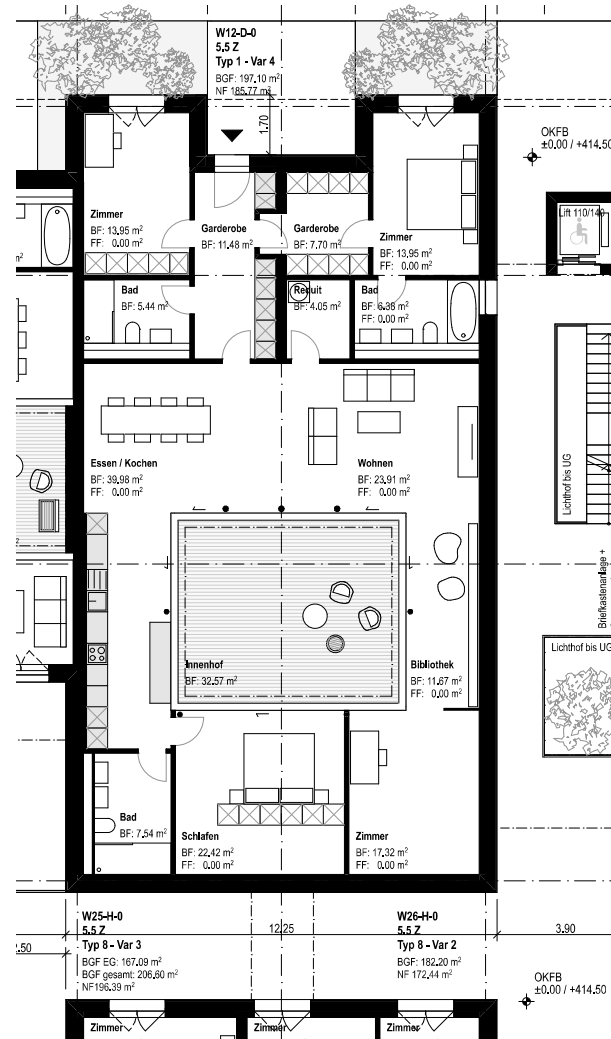 W12-D-0
5.5 Z
Typ 1 - Var 4
BGF: 197.10 m²
NF 185.77 m²
1.70
OKFB
±0.00 / +414.50
Lift 110/140
Zimmer
BF: 13.95 m²
FF: 0.00 m²
Garderobe
BF: 11.48 m²
Garderobe
BF: 7.70 m²
Zimmer
BF: 13.95 m²
FF: 0.00 m²
Bad
BF: 5.44 m²
Reduit
BF: 4.05 m²
Bad
BF: 6.38 m²
FF: 0.00 m²
Essen / Kochen
BF: 39.98 m²
FF: 0.00 m²
Wohnen
BF: 23.91 m²
FF: 0.00 m²
Lichthof bis UG
Briefkastenanlage +
Lichthof bis UG
Innenhof
BF: 32.57 m²
Bibliothek
BF: 11.67 m²
FF: 0.00 m²
Bad
BF: 7.54 m²
Schlafen
BF: 22.42 m²
FF: 0.00 m²
Zimmer
BF: 17.32 m²
FF: 0.00 m²
W25-H-0
5.5 Z
Typ 8 - Var 3
BGF EG: 167.09 m²
BGF gesamt: 206.60 m²
NF196.39 m²
12.25
W26-H-0
5.5 Z
Typ 8 - Var 2
BGF: 182.20 m²
NF 172.44 m²
3.90
2.50
OKFB
±0.00 / +414.50
Zimmer
Zimmer
Zimmer